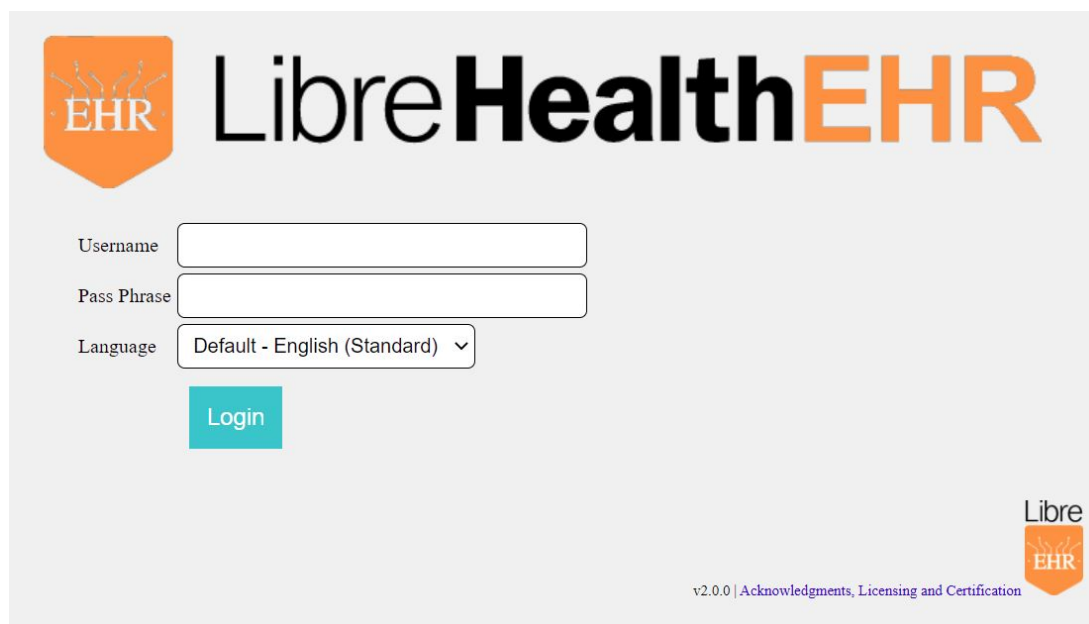 EHR LibreHealthEHR
Username
Pass Phrase
Language Default - English (Standard)
Login
Libre
EHR
v2.0.0 | Acknowledgments, Licensing and Certification